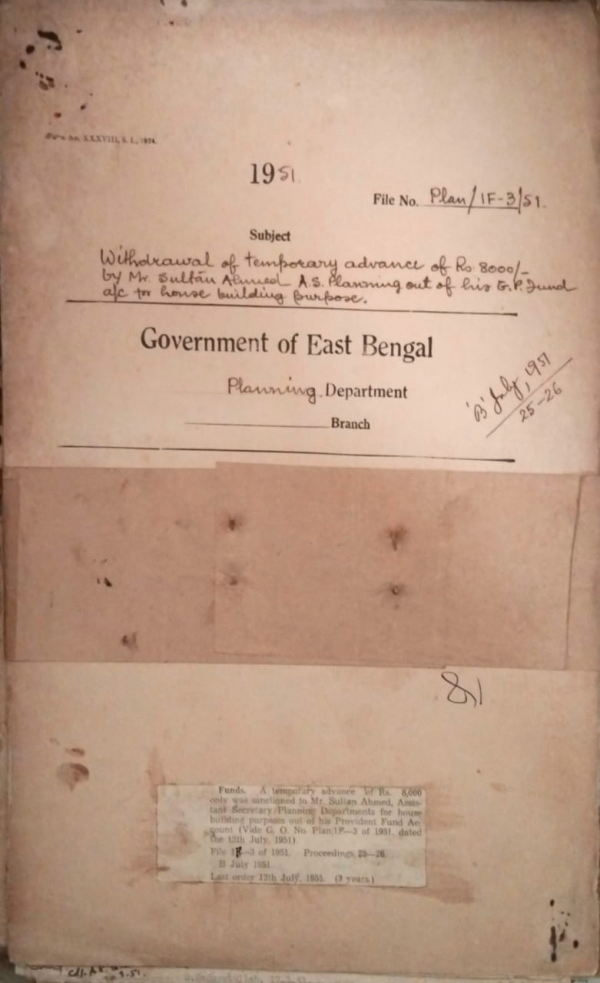 1951
File No. Plan/1F-3/51.
Subject
Withdrawal of temporary advance of Rs 8000/-
by Mr. Sultan Ahmed A.S. Planning out of his G.P. Fund
a/c for house building purpose.
Government of East Bengal
Planning Department
Branch
'B' July, 1951
25-26
Funds. A temporary advance of Rs. 8,000
only was sanctioned to Mr. Sultan Ahmed, Assis-
tant Secretary Planning Departments for house
building purposes out of his Provident Fund Ac-
count (Vide G. O. No. Plan/1F—3 of 1951, dated
the 12th July, 1951)
File 1F—3 of 1951. Proceedings 25—26.
B July 1951.
Last order 12th July, 1951. (3 years.)